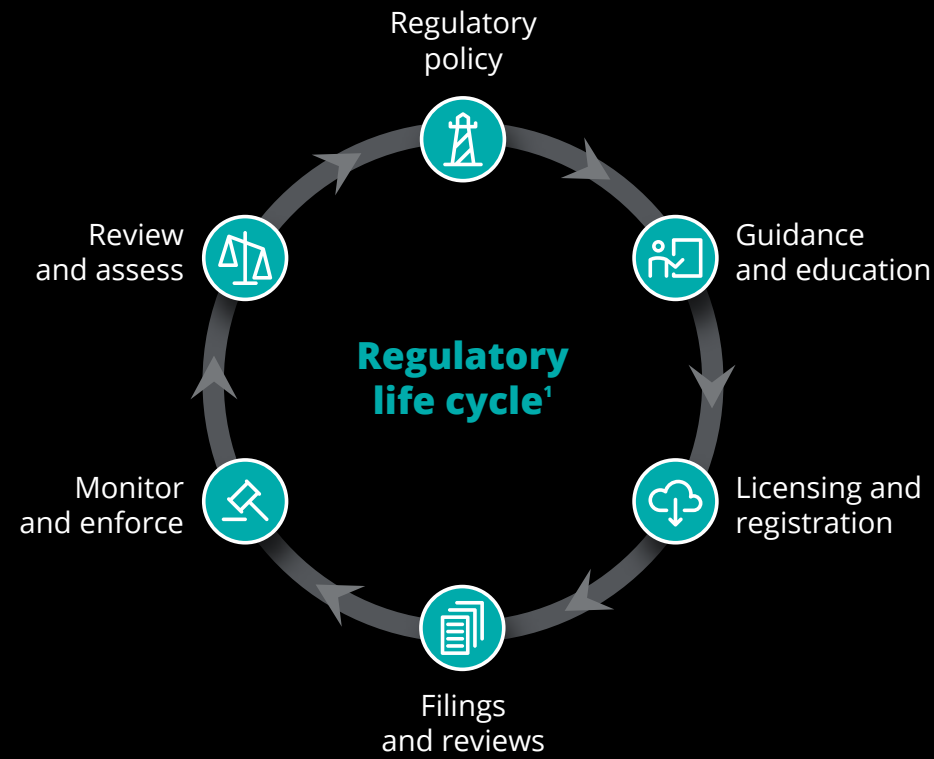 Regulatory
policy
Guidance
and education
Licensing and
registration
Filings
and reviews
Monitor
and enforce
Review
and assess
Regulatory
life cycle¹